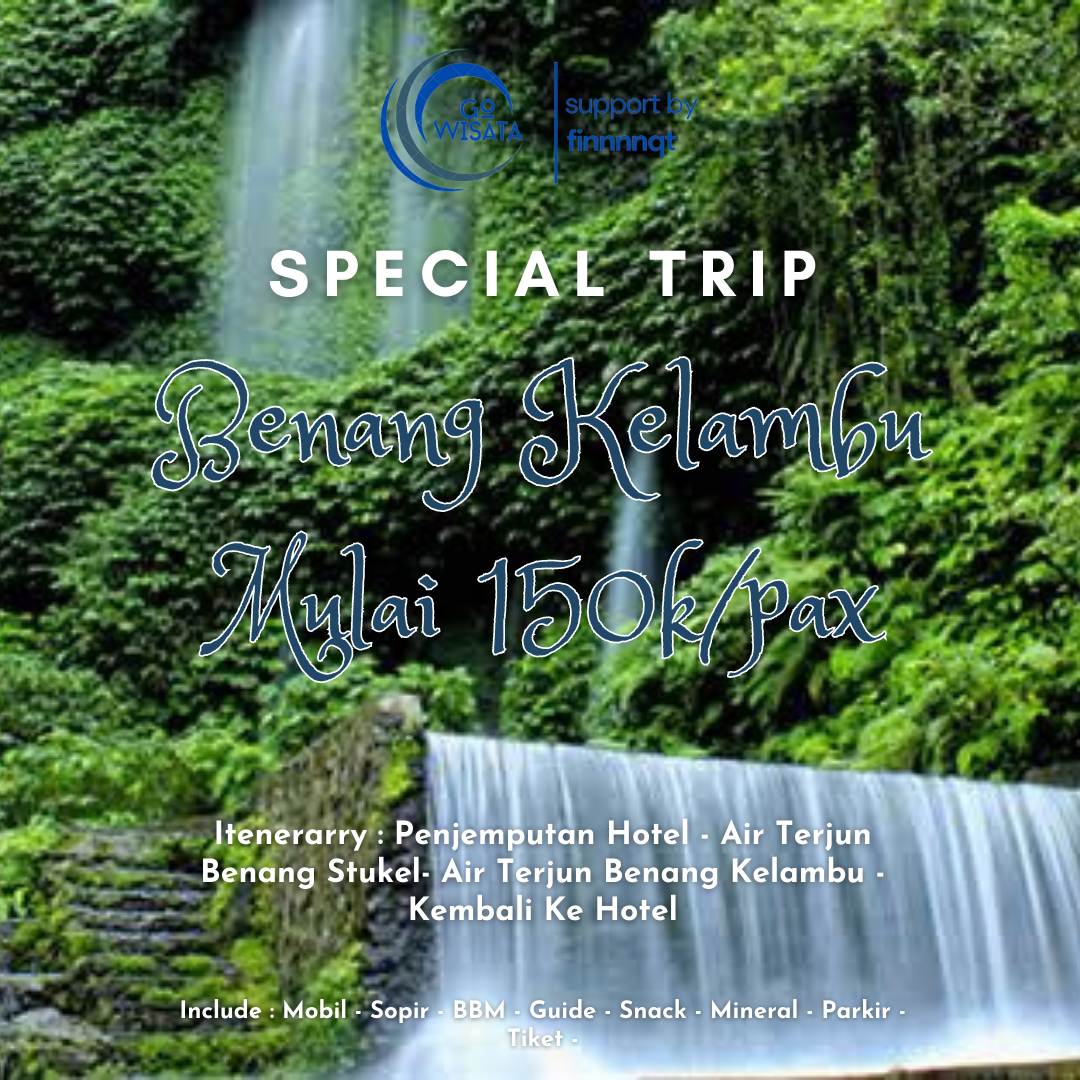 GO
WISATA
support by
finnnnqt
SPECIAL TRIP
Benang Kelambu
Mulai 150k/pax
Itenerarry : Penjemputan Hotel - Air Terjun
Benang Stukel- Air Terjun Benang Kelambu -
Kembali Ke Hotel
Include : Mobil - Sopir - BBM - Guide - Snack - Mineral - Parkir -
Tiket -